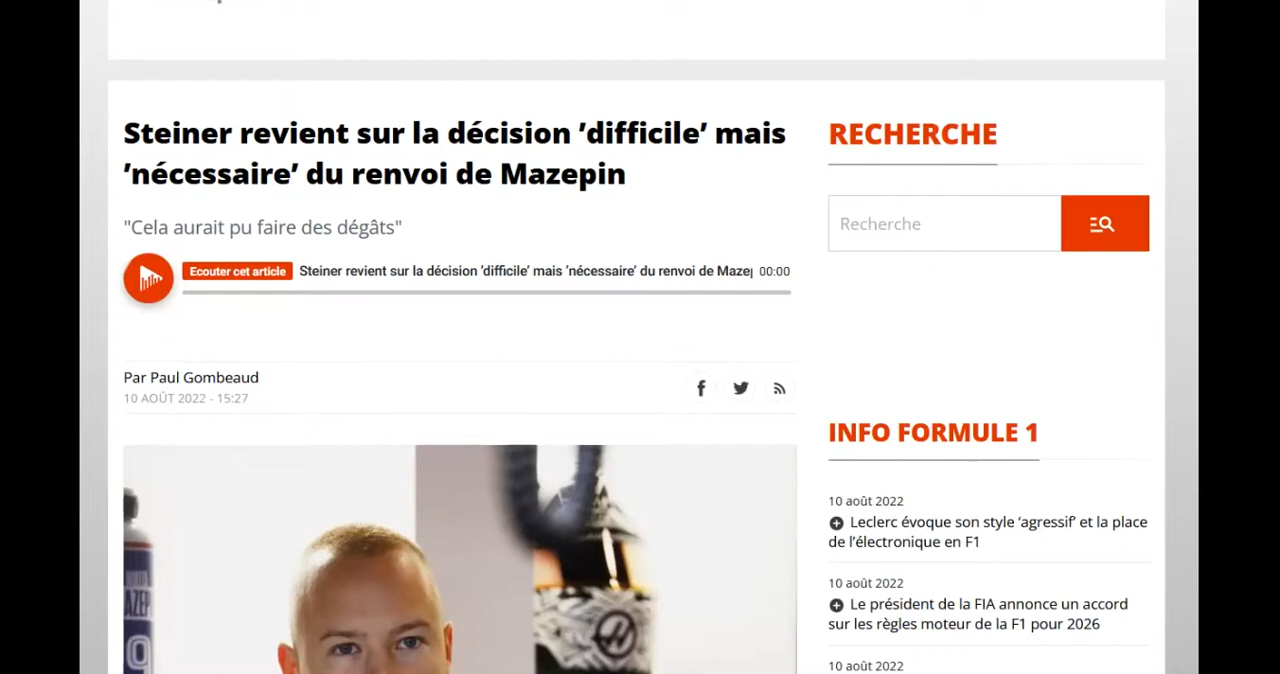 Steiner revient sur la décision ’difficile’ mais
’nécessaire’ du renvoi de Mazepin
"Cela aurait pu faire des dégâts"
Ecouter cet article
Steiner revient sur la décision ’difficile’ mais ’nécessaire’ du renvoi de Mazep
00:00
Par Paul Gombeaud
10 AOÛT 2022 - 15:27
AZEP
9
RECHERCHE
Recherche
INFO FORMULE 1
10 août 2022
Leclerc évoque son style ‘agressif’ et la place
de l’électronique en F1
10 août 2022
Le président de la FIA annonce un accord
sur les règles moteur de la F1 pour 2026
10 août 2022